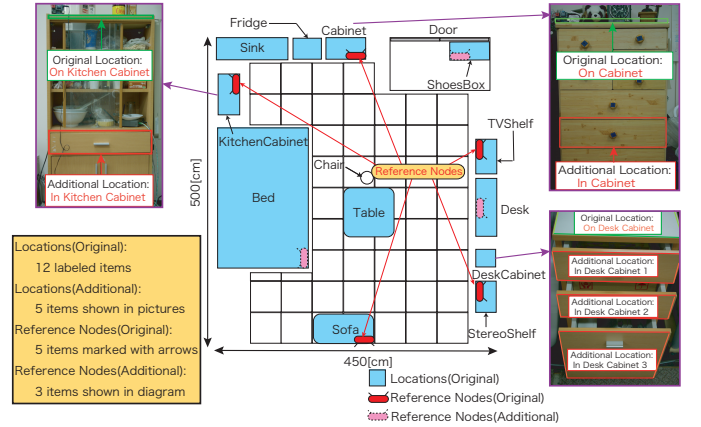 Original Location:
On Kitchen Cabinet
Additional Location:
In Kitchen Cabinet
Fridge
Cabinet
Door
Sink
ShoesBox
KitchenCabinet
TVShelf
Chair
Reference Nodes
500[cm]
Bed
Table
Desk
DeskCabinet
Sofa
StereoShelf
450[cm]
Original Location:
On Cabinet
Additional Location:
In Cabinet
Original Location:
On Desk Cabinet
Additional Location:
In Desk Cabinet 1
Additional Location:
In Desk Cabinet 2
Additional Location:
In Desk Cabinet 3
Locations(Original):
12 labeled items
Locations(Additional):
5 items shown in pictures
Reference Nodes(Original):
5 items marked with arrows
Reference Nodes(Additional):
3 items shown in diagram
Locations(Original)
Reference Nodes(Original)
Reference Nodes(Additional)